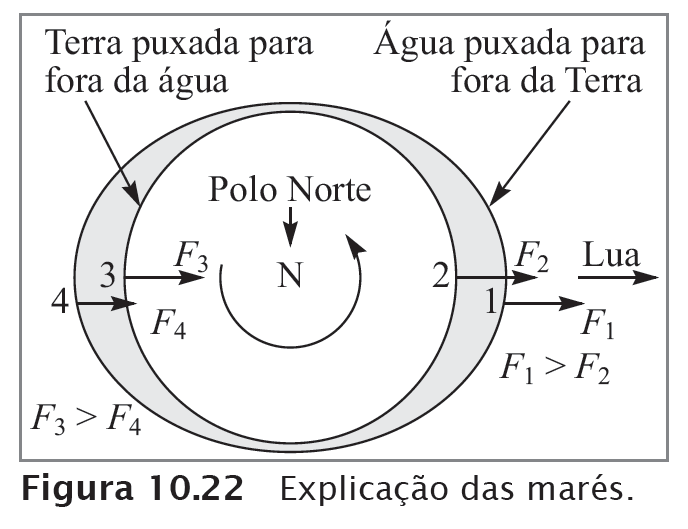 Terra puxada para
fora da água
Água puxada para
fora da Terra
Polo Norte
N
3
F3
4
F4
2
F2
Lua
1
F1
F1 > F2
F3 > F4
Figura 10.22 Explicação das marés.